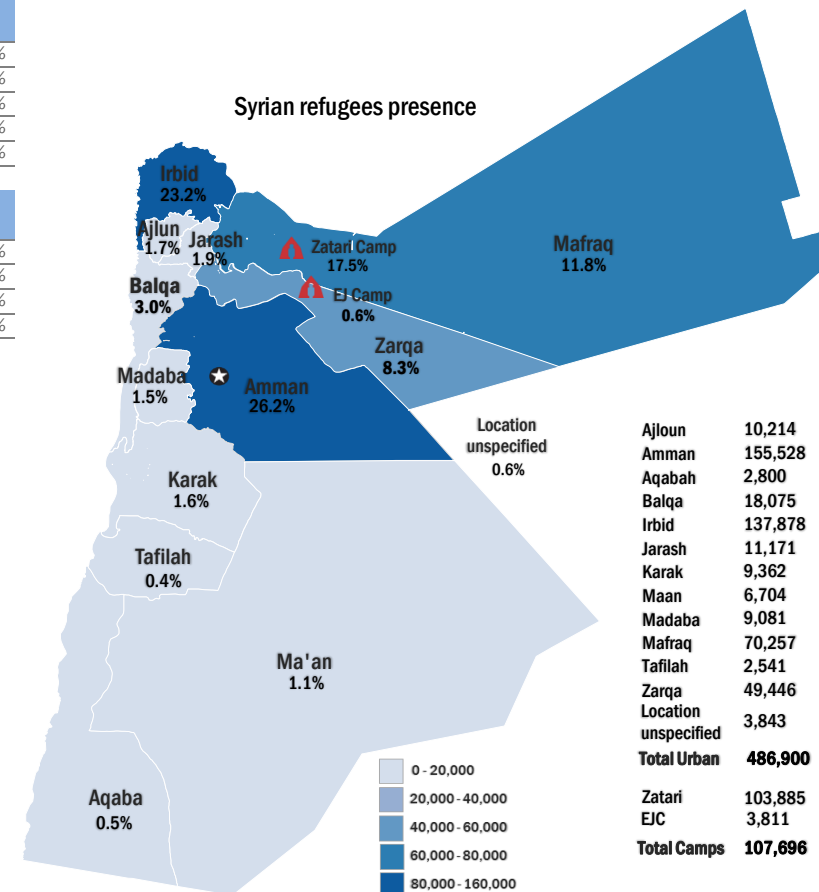 %
%
%
%
%
%
%
%
%
Syrian refugees presence
Irbid
23.2%
Ajlun
1.7%
Jarash
1.9%
Zatari Camp
17.5%
Mafraq
11.8%
Balqa
3.0%
EJ Camp
0.6%
Zarqa
8.3%
Madaba
1.5%
Amman
26.2%
Location
unspecified
0.6%
Karak
1.6%
Tafilah
0.4%
Ma'an
1.1%
Aqaba
0.5%
0 - 20,000
20,000 - 40,000
40,000 - 60,000
60,000 - 80,000
80,000 - 160,000
Ajloun 10,214
Amman 155,528
Aqabah 2,800
Balqa 18,075
Irbid 137,878
Jarash 11,171
Karak 9,362
Maan 6,704
Madaba 9,081
Mafraq 70,257
Tafilah 2,541
Zarqa 49,446
Location
unspecified 3,843
Total Urban 486,900
Zatari 103,885
EJC 3,811
Total Camps 107,696